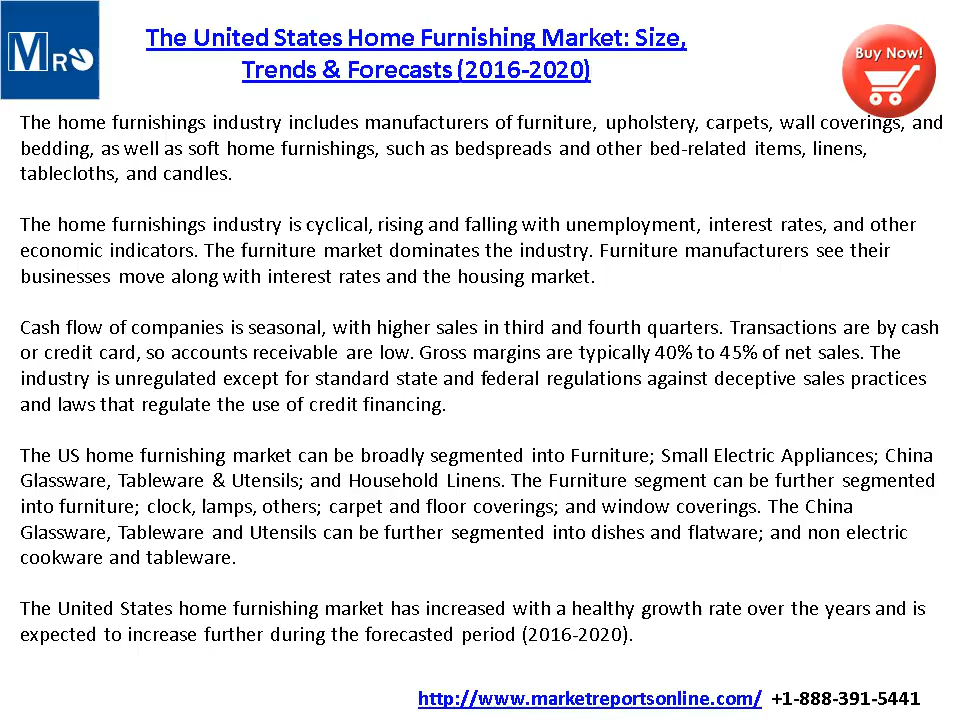 MR
The United States Home Furnishing Market: Size,
Trends & Forecasts (2016-2020)
Buy Now!
The home furnishings industry includes manufacturers of furniture, upholstery, carpets, wall coverings, and
bedding, as well as soft home furnishings, such as bedspreads and other bed-related items, linens,
tablecloths, and candles.
The home furnishings industry is cyclical, rising and falling with unemployment, interest rates, and other
economic indicators. The furniture market dominates the industry. Furniture manufacturers see their
businesses move along with interest rates and the housing market.
Cash flow of companies is seasonal, with higher sales in third and fourth quarters. Transactions are by cash
or credit card, so accounts receivable are low. Gross margins are typically 40% to 45% of net sales. The
industry is unregulated except for standard state and federal regulations against deceptive sales practices
and laws that regulate the use of credit financing.
The US home furnishing market can be broadly segmented into Furniture; Small Electric Appliances; China
Glassware, Tableware & Utensils; and Household Linens. The Furniture segment can be further segmented
into furniture; clock, lamps, others; carpet and floor coverings; and window coverings. The China
Glassware, Tableware and Utensils can be further segmented into dishes and flatware; and non electric
cookware and tableware.
The United States home furnishing market has increased with a healthy growth rate over the years and is
expected to increase further during the forecasted period (2016-2020).
http://www.marketreportsonline.com/ +1-888-391-5441